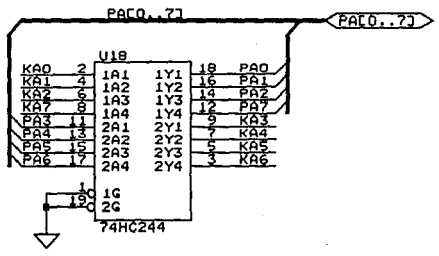 PA[0..7]
PA[0..7]
U18
KA0 2 1A1 1Y1 18 PA0
KA1 4 1A2 1Y2 16 PA1
KA2 6 1A3 1Y3 14 PA2
KA7 8 1A4 1Y4 12 PA7
PA3 11 2A1 2Y1 9 KA3
PA4 13 2A2 2Y2 7 KA4
PA5 15 2A3 2Y3 5 KA5
PA6 17 2A4 2Y4 3 KA6
1 1G
19 2G
74HC244